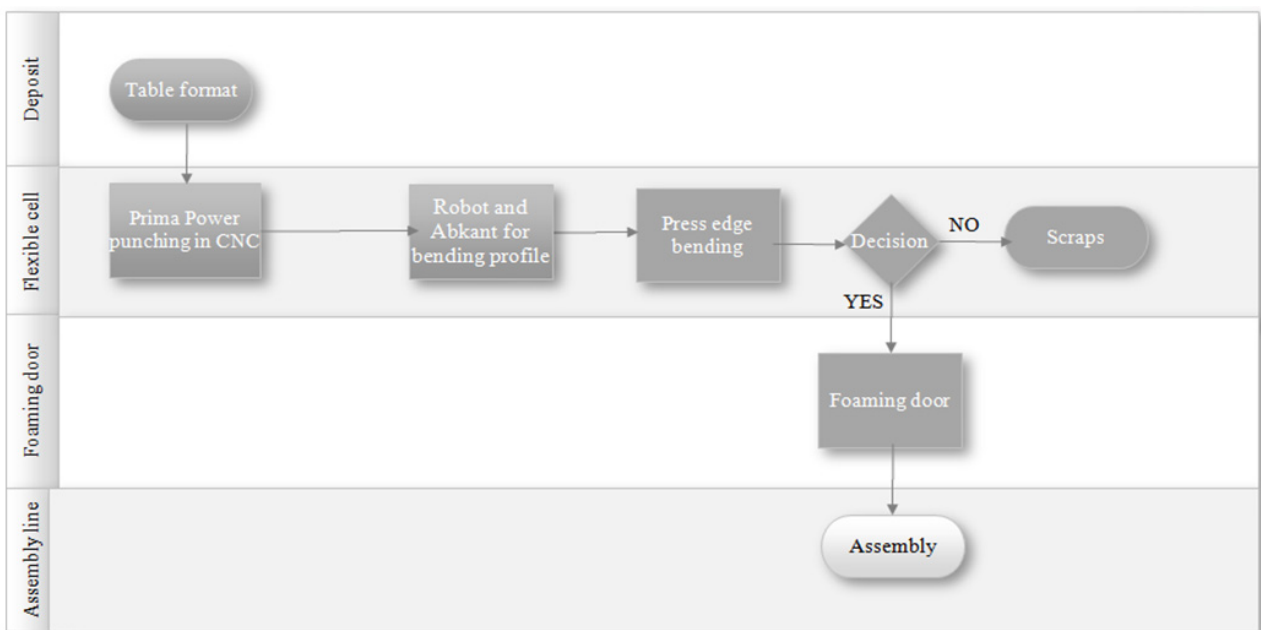 Deposit
Table format
Flexible cell
Prima Power
punching in CNC
Robot and
Abkant for
bending profile
Press edge
bending
Decision
NO
Scraps
YES
Foaming door
Foaming door
Assembly line
Assembly